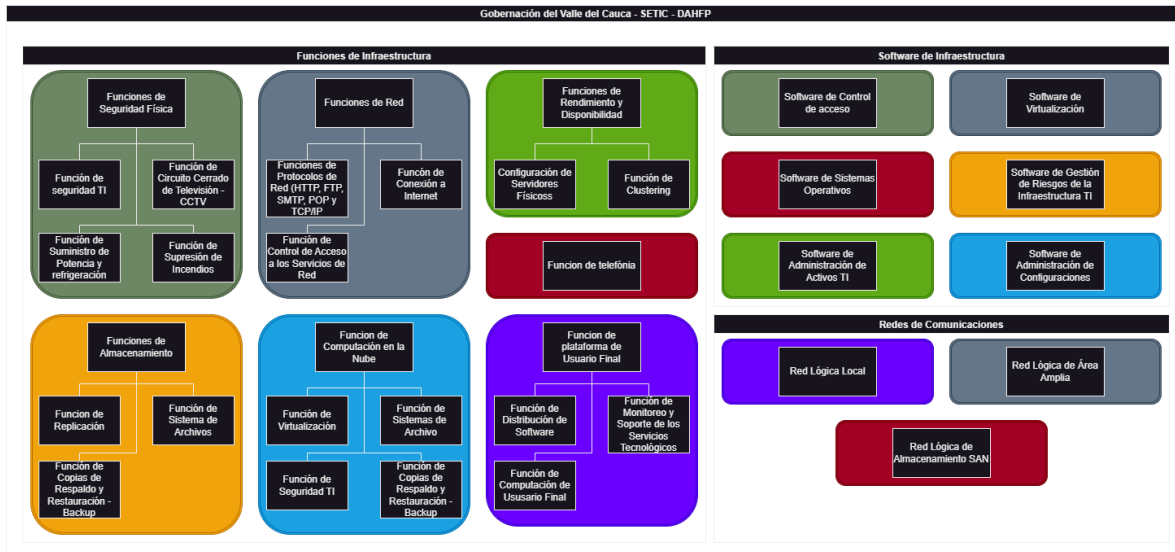 Gobernación del Valle del Cauca - SETIC - DAHFP
Funciones de Infraestructura
Funciones de
Seguridad Física
Función de
seguridad TI
Función de
Circuito Cerrado
de Televisión -
CCTV
Función de
Suministro de
Potencia y
refrigeración
Función de
Supresión de
Incendios
Funciones de Red
Funciones de
Protocolos de
Red (HTTP, FTP,
SMTP, POP y
TCP/IP
Funcón de
Conexión a
Internet
Función de
Control de Acceso
a los Servicios de
Red
Funciones de
Rendimiento y
Disponibilidad
Configuración de
Servidores
Físicoss
Función de
Clustering
Funcion de telefónia
Funciones de
Almacenamiento
Funcion de
Replicación
Función de
Sistema de
Archivos
Función de
Copias de
Respaldo y
Restauración -
Backup
Funcion de
Computación en la
Nube
Función de
Virtualización
Función de
Sistemas de
Archivo
Función de
Seguridad TI
Función de
Copias de
Respaldo y
Restauración -
Backup
Funcion de
plataforma de
Usuario Final
Función de
Distribución de
Software
Función de
Monitoreo y
Soporte de los
Servicios
Tecnológicos
Función de
Computación de
Ususario Final
Software de Infraestructura
Software de Control
de acceso
Software de
Virtualización
Software de Sistemas
Operativos
Software de Gestión
de Riesgos de la
Infraestructura TI
Software de
Administración de
Activos TI
Software de
Administración de
Configuraciones
Redes de Comunicaciones
Red Lógica Local
Red Lógica de Área
Amplia
Red Lógica de
Almacenamiento SAN